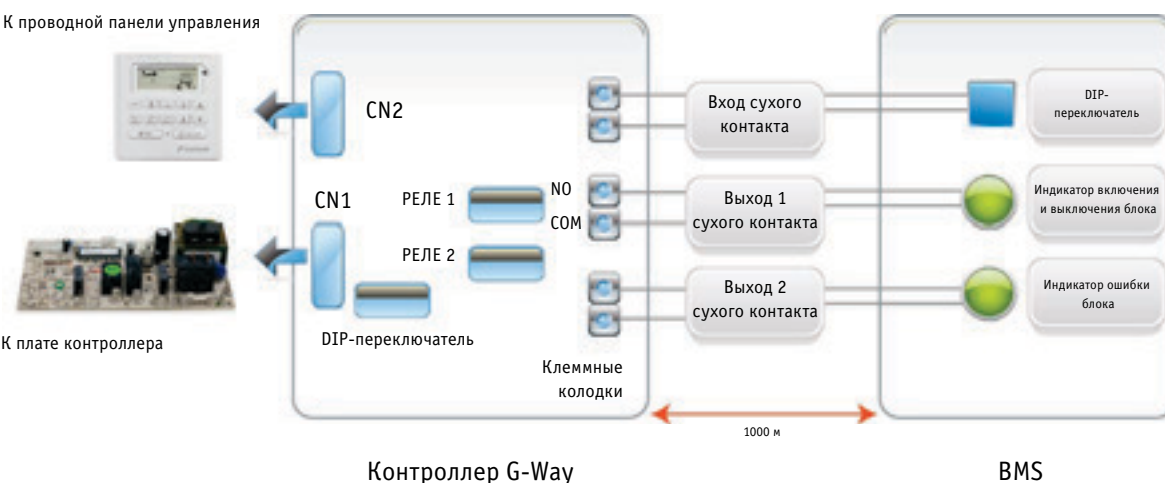 К проводной панели управления
CN2
CN1
РЕЛЕ 1
РЕЛЕ 2
DIP-переключатель
NO
COM
Клеммные
колодки
К плате контроллера
Вход сухого
контакта
Выход 1
сухого контакта
Выход 2
сухого контакта
DIP-
переключатель
Индикатор включения
и выключения блока
Индикатор ошибки
блока
1000 м
Контроллер G-Way
BMS